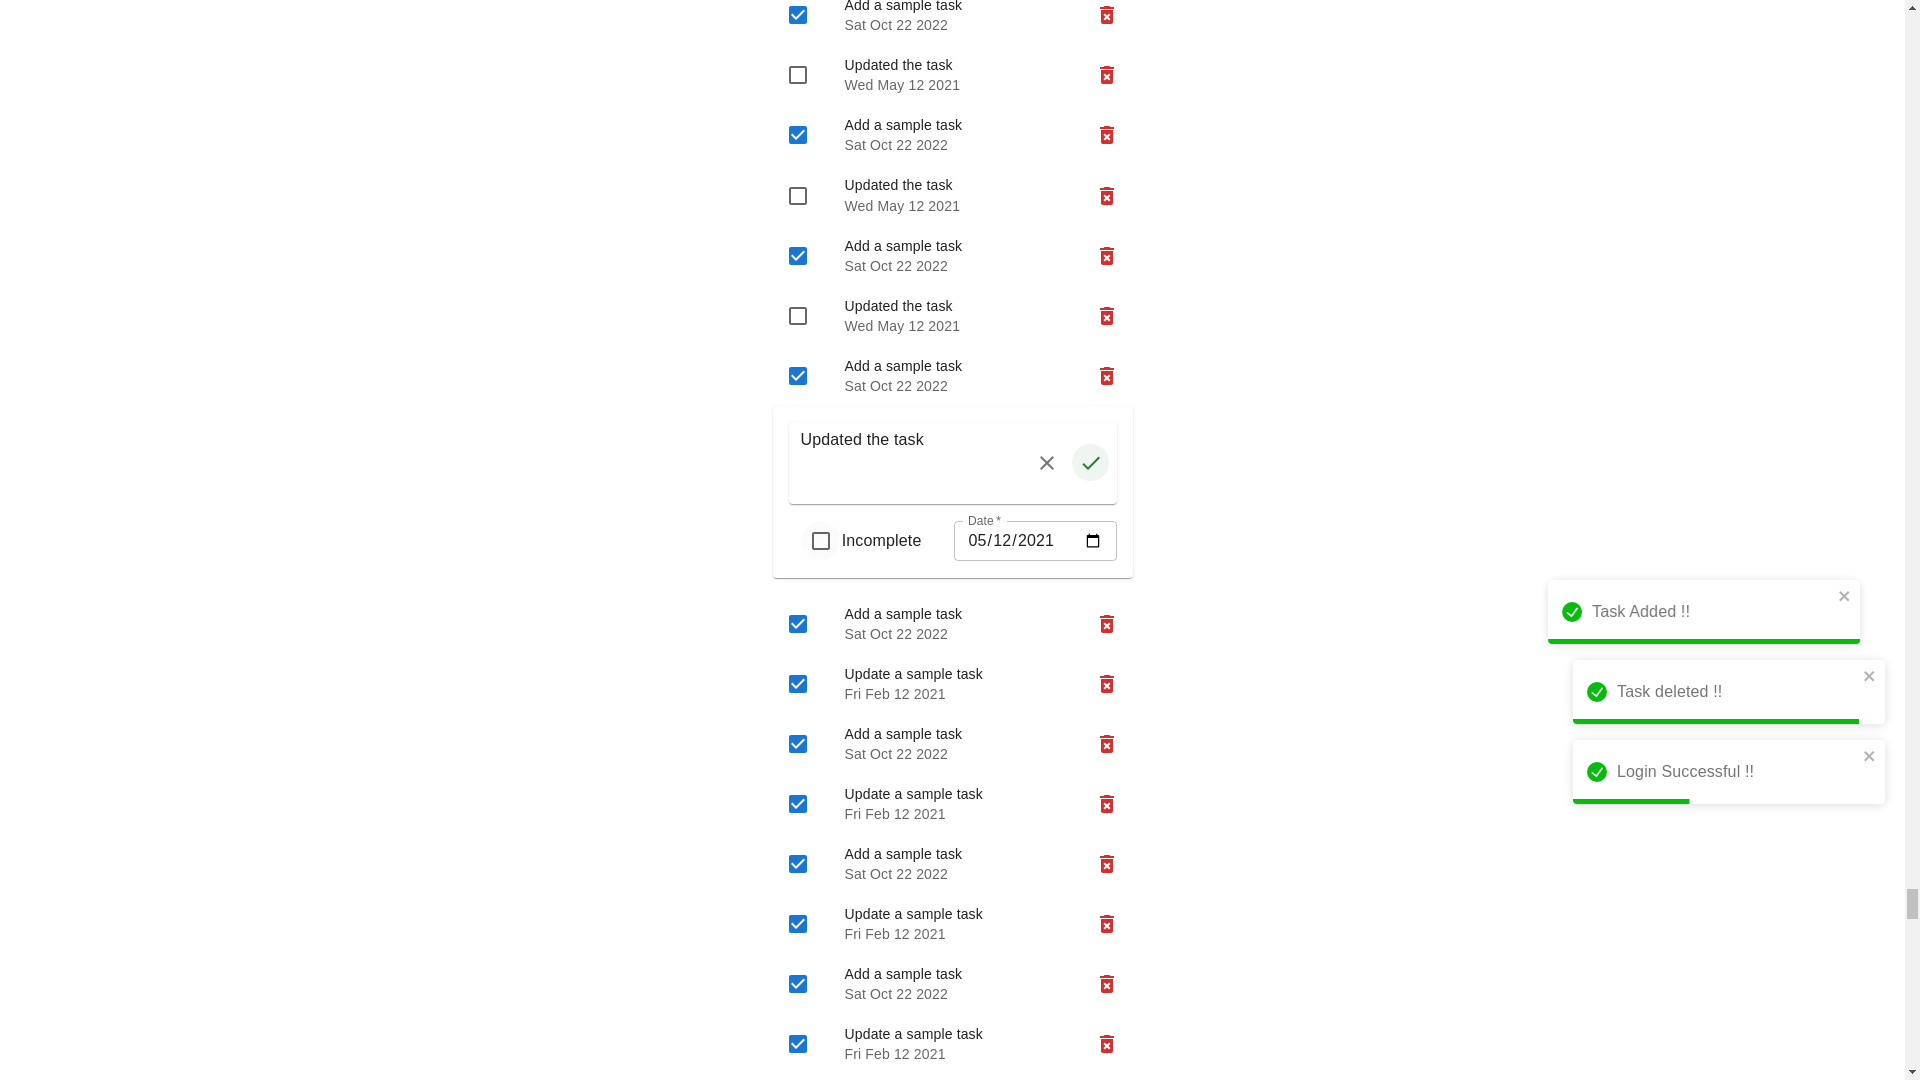 Add a sample task
Sat Oct 22 2022
Updated the task
Wed May 12 2021
Add a sample task
Sat Oct 22 2022
Updated the task
Wed May 12 2021
Add a sample task
Sat Oct 22 2022
Updated the task
Wed May 12 2021
Add a sample task
Sat Oct 22 2022
Updated the task
Date *
Incomplete
05/12/2021
Add a sample task
Sat Oct 22 2022
Update a sample task
Fri Feb 12 2021
Add a sample task
Sat Oct 22 2022
Update a sample task
Fri Feb 12 2021
Add a sample task
Sat Oct 22 2022
Update a sample task
Fri Feb 12 2021
Add a sample task
Sat Oct 22 2022
Update a sample task
Fri Feb 12 2021
Task Added !!
Task deleted !!
Login Successful !!